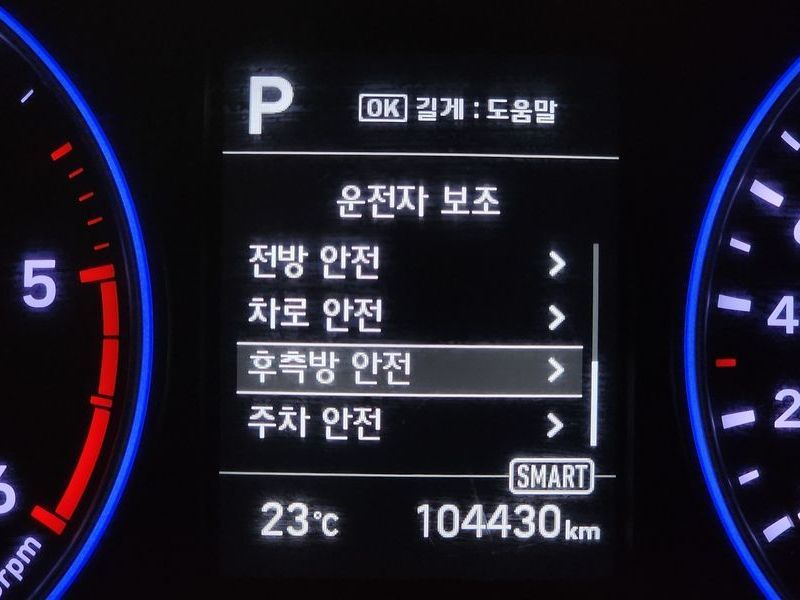 P
OK 길게 : 도움말
운전자 보조
전방 안전
차로 안전
후측방 안전
주차 안전
SMART
23°C
104430km
5
6
rpm
4
2